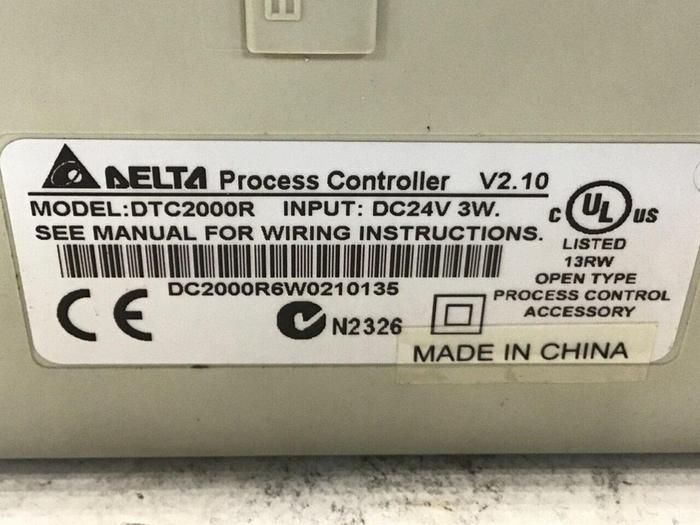 DELTA Process Controller V2.10
MODEL:DTC2000R INPUT: DC24V 3W.
SEE MANUAL FOR WIRING INSTRUCTIONS.
DC2000R6W0210135
CE
N2326
C UL US
LISTED
13RW
OPEN TYPE
PROCESS CONTROL
ACCESSORY
MADE IN CHINA